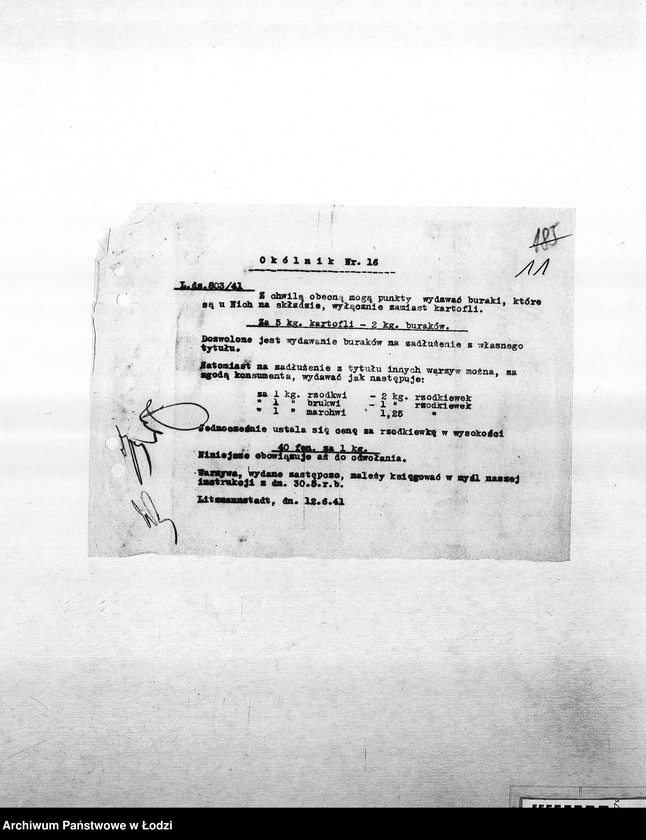 185
11
Okólnik Nr. 16
L.dz.803/41
Z chwilą obecną mogą punkty wydawać buraki, które
są u Nich na składzie, wyłącznie zamiast kartofli.
Za 5 kg. kartofli - 2 kg. buraków.
Dozwolone jest wydawanie buraków na zadłużenie z własnego
tytułu.
Natomiast na zadłużenie z tytułu innych warzyw można, za
zgodą konsumenta, wydawać jak następuje:
za 1 kg. rzodkwi - 2 kg. rzodkiewek
" 1 " brukwi - 1 " rzodkiewek
" 1 " marchwi 1,25 "
Jednocześnie ustala się cenę za rzodkiewkę w wysokości
40 fen. za 1 kg.
Niniejsze obowiązuje aż do odwołania.
Warzywa, wydane zastępczo, należy księgować w myśl naszej
instrukcji z dn. 30.5.r.b.
Litzmannstadt, dn. 12.6.41
Archiwum Państwowe w Łodzi